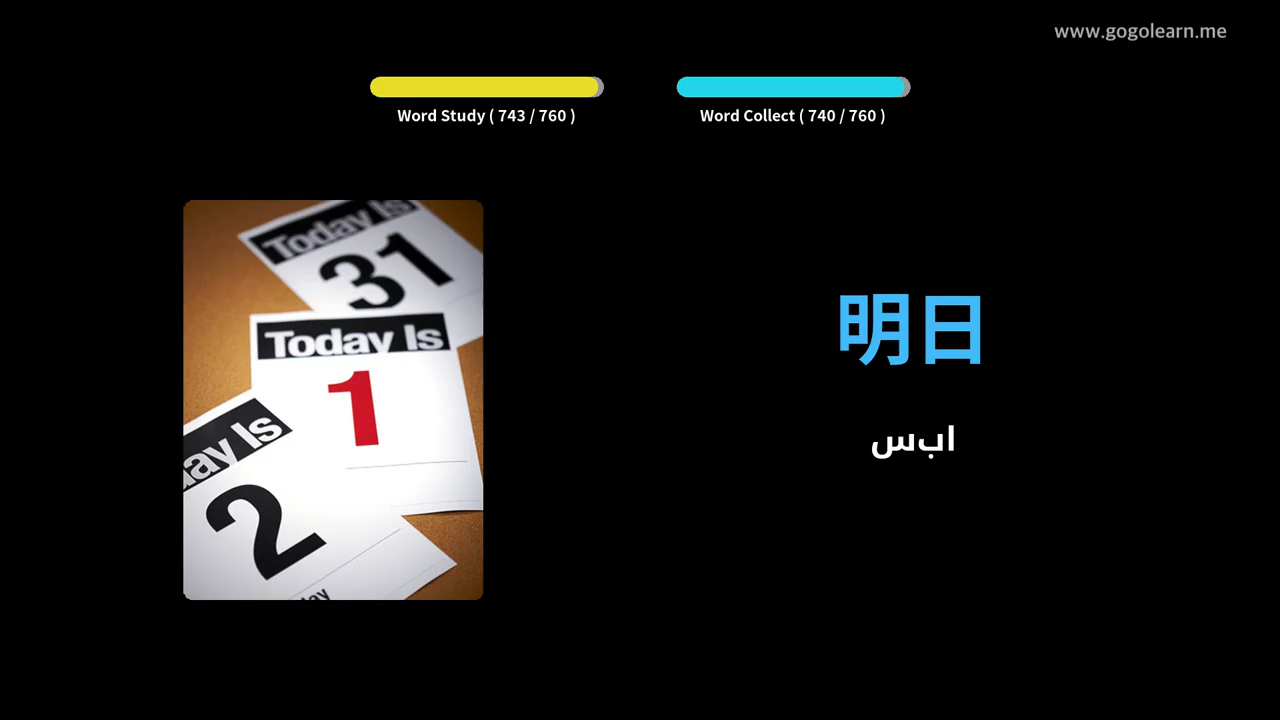 www.gogolearn.me
Word Study ( 743 / 760 )
Word Collect ( 740 / 760 )
Today Is
31
Today Is
1
ay Is
2
ay
明日
ابس